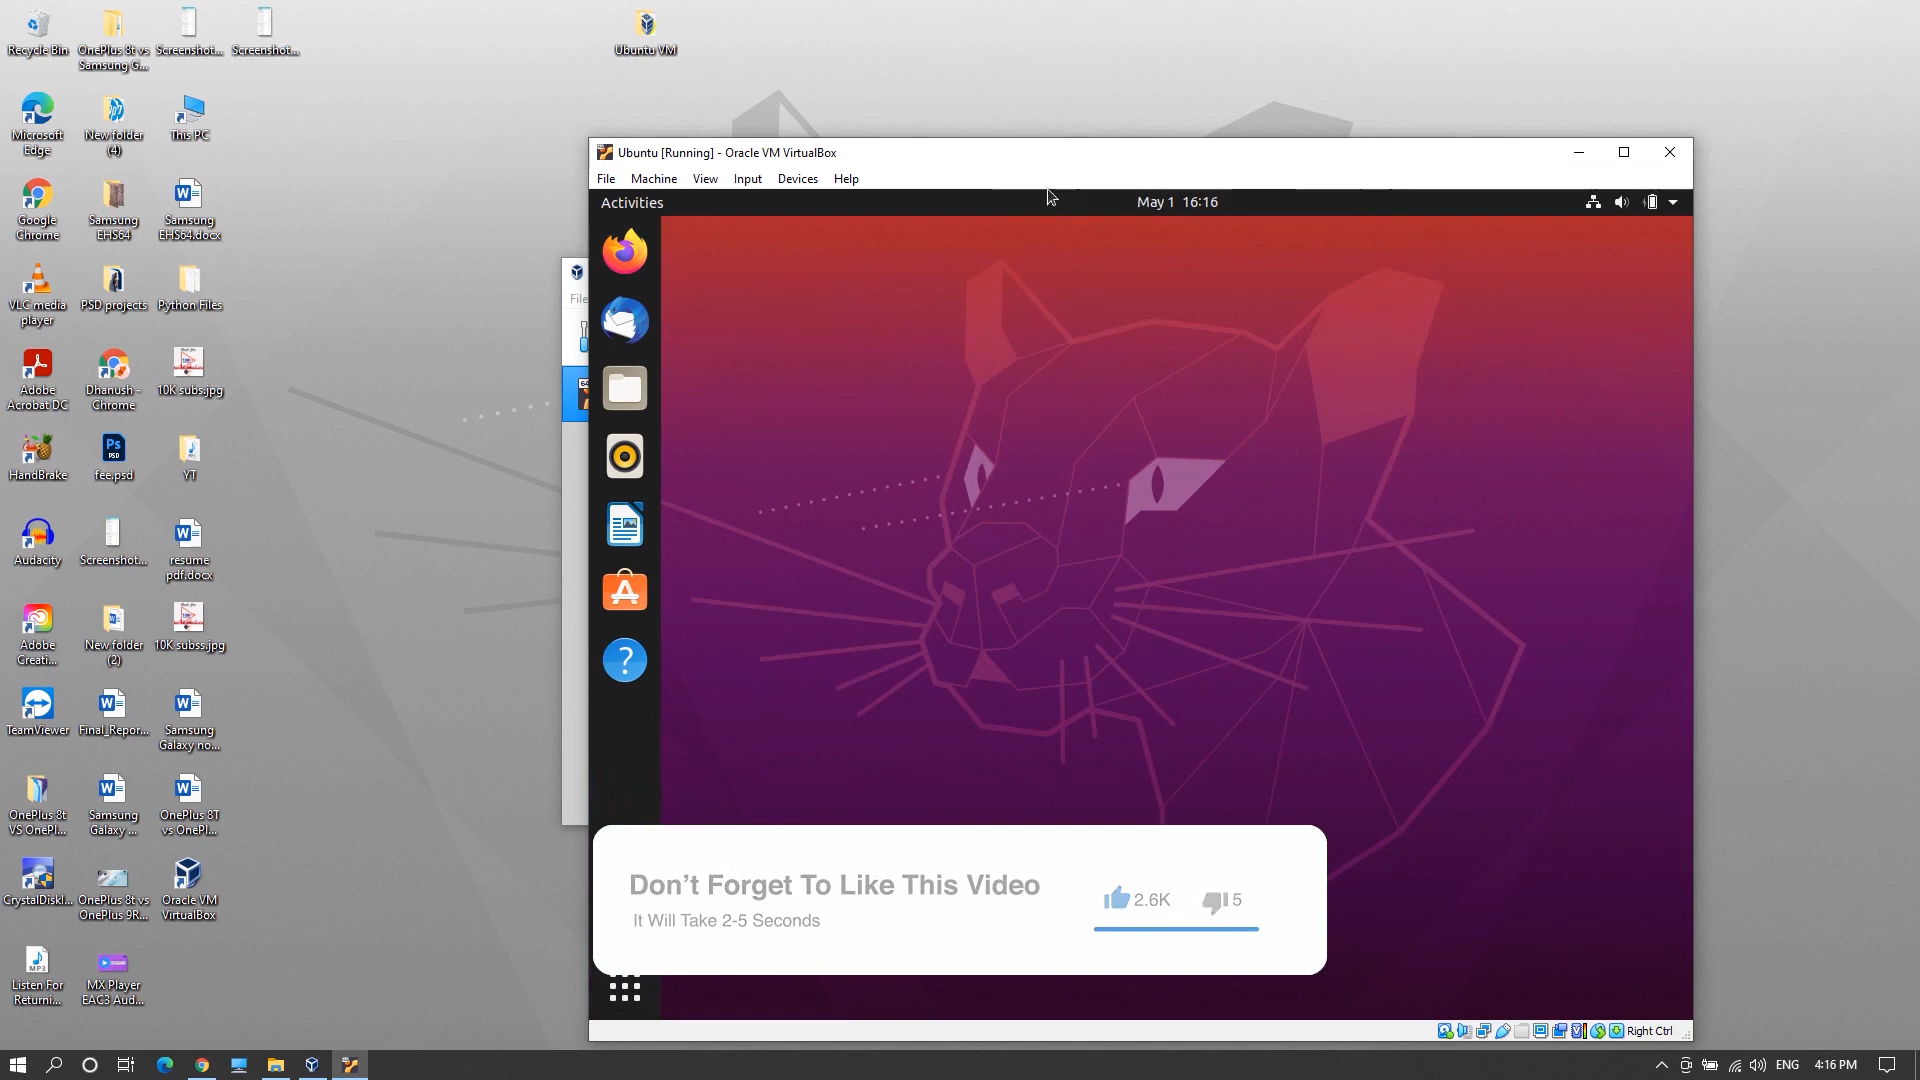 Recycle Bin
OnePlus 8t vs
Samsung G...
Screenshot...
Screenshot...
Ubuntu VM
Microsoft
Edge
New folder
(4)
This PC
Google
Chrome
Samsung
EHS64
Samsung
EHS64.docx
VLC media
player
PSD projects
Python Files
Adobe
Acrobat DC
Dhanush -
Chrome
10K subs.jpg
HandBrake
fee.psd
YT
Audacity
Screenshot...
resume
pdf.docx
Adobe
Creati...
New folder
(2)
10K subss.jpg
TeamViewer
Final_Repor...
Samsung
Galaxy no...
OnePlus 8t
VS OnePl...
Samsung
Galaxy ...
OnePlus 8T
vs OnePl...
CrystalDiskI...
OnePlus 8t vs
OnePlus 9R...
Oracle VM
VirtualBox
Listen For
Returni...
MX Player
EAC3 Aud...
Ubuntu [Running] - Oracle VM VirtualBox
File Machine View Input Devices Help
Activities
May 1 16:16
File
Don't Forget To Like This Video
It Will Take 2-5 Seconds
2.6K
5
Right Ctrl
ENG
4:16 PM